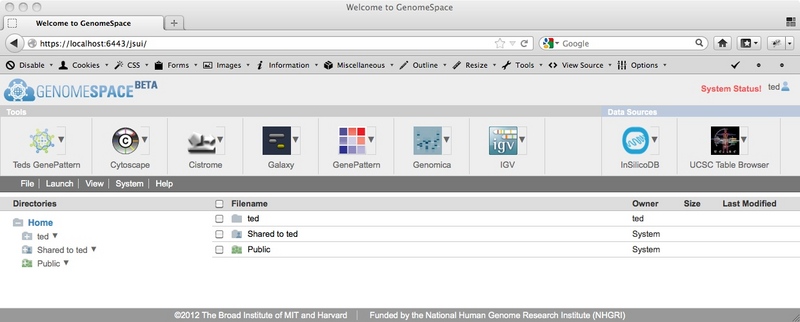 Welcome to GenomeSpace
Welcome to GenomeSpace
https://localhost:6443/jsui/
Google
Disable Cookies CSS Forms Images Information Miscellaneous Outline Resize Tools View Source Options
GENOMESPACE BETA
System Status! ted
Tools Data Sources
igv
Teds GenePattern Cytoscape Cistrome Galaxy GenePattern Genomica IGV InSilicoDB UCSC Table Browser
File Launch View System Help
Directories Filename Owner Size Last Modified
Home ted ted
ted Shared to ted System
Shared to ted Public System
Public
©2012 The Broad Institute of MIT and Harvard Funded by the National Human Genome Research Institute (NHGRI)